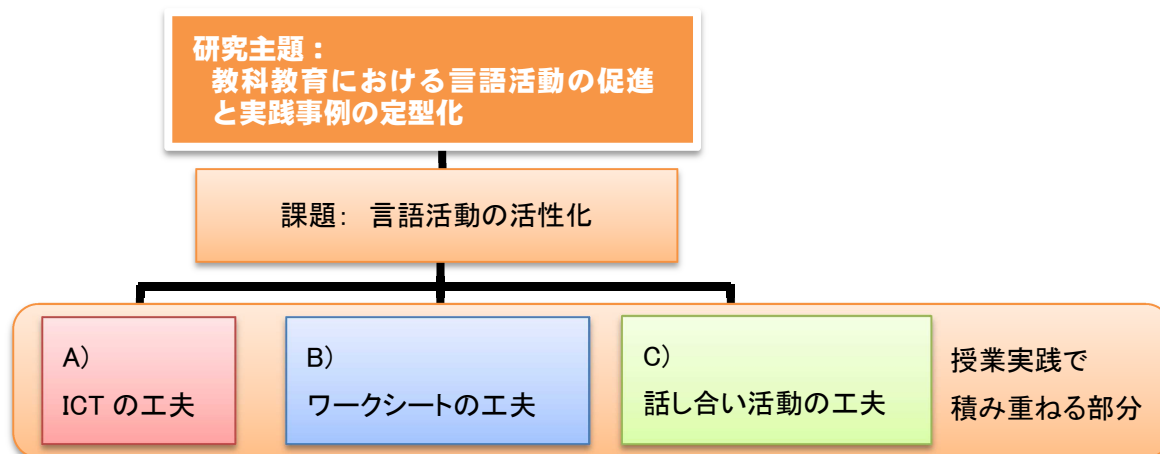 研究主題:
教科教育における言語活動の促進
と実践事例の定型化
課題: 言語活動の活性化
A)
ICT の工夫
B)
ワークシートの工夫
C)
話し合い活動の工夫
授業実践で
積み重ねる部分